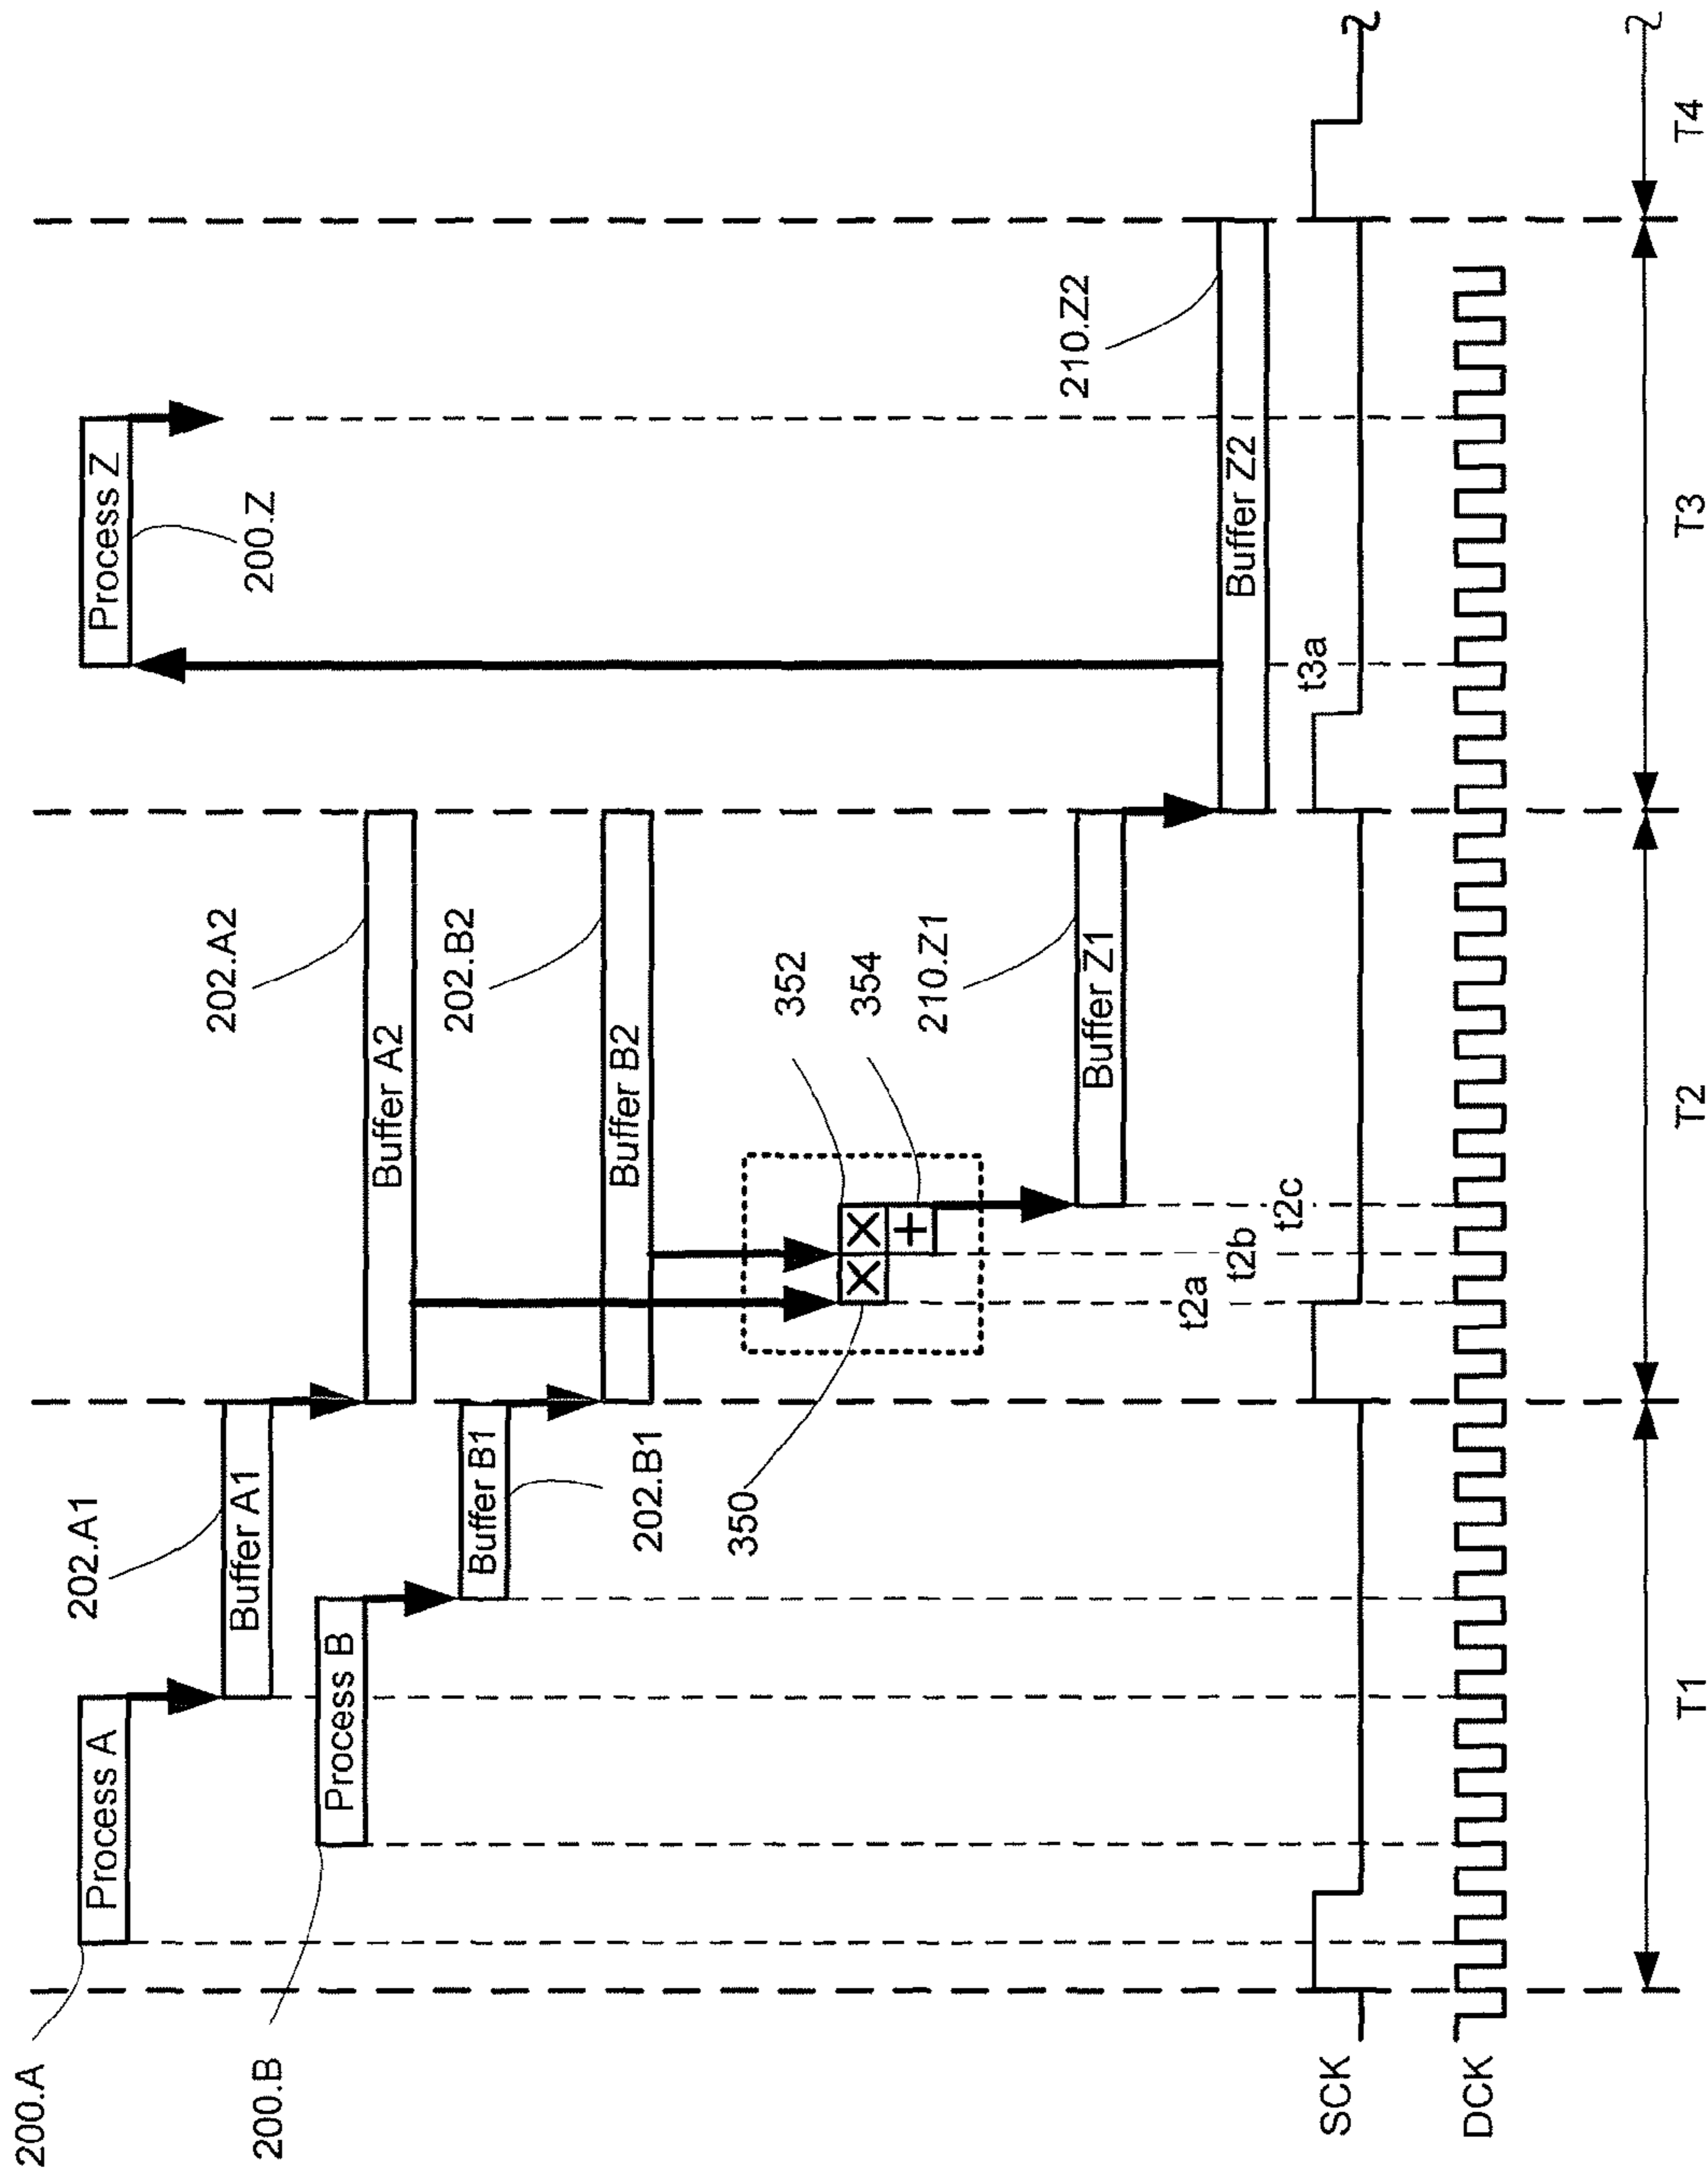 200.A
Process A
202.A1
Buffer A1
202.A2
Buffer A2
Process Z
200.Z
200.B
Process B
Buffer B1
202.B1
202.B2
Buffer B2
350
X
X
+
352
354
210.Z1
Buffer Z1
210.Z2
Buffer Z2
t2a
t2b
t2c
t3a
SCK
DCK
T1
T2
T3
T4